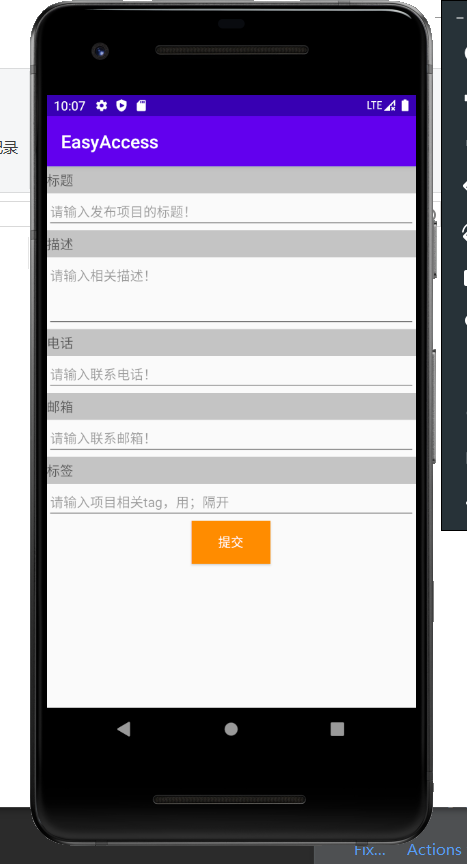 记录
10:07
LTE
EasyAccess
标题
请输入发布项目的标题！
描述
请输入相关描述！
电话
请输入联系电话！
邮箱
请输入联系邮箱！
标签
请输入项目相关tag，用；隔开
提交
Fix...
Actions